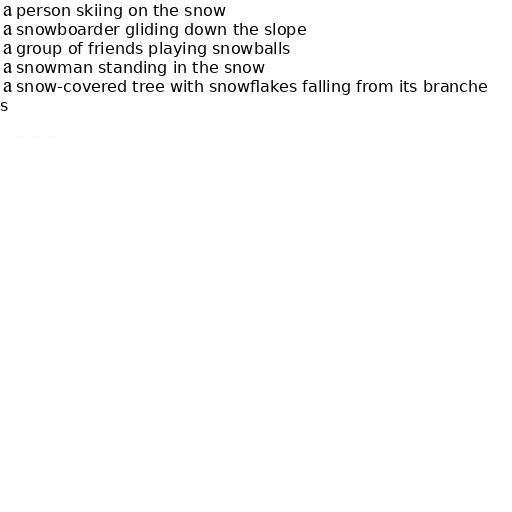 a person skiing on the snow
a snowboarder gliding down the slope
a group of friends playing snowballs
a snowman standing in the snow
a snow-covered tree with snowflakes falling from its branche
s